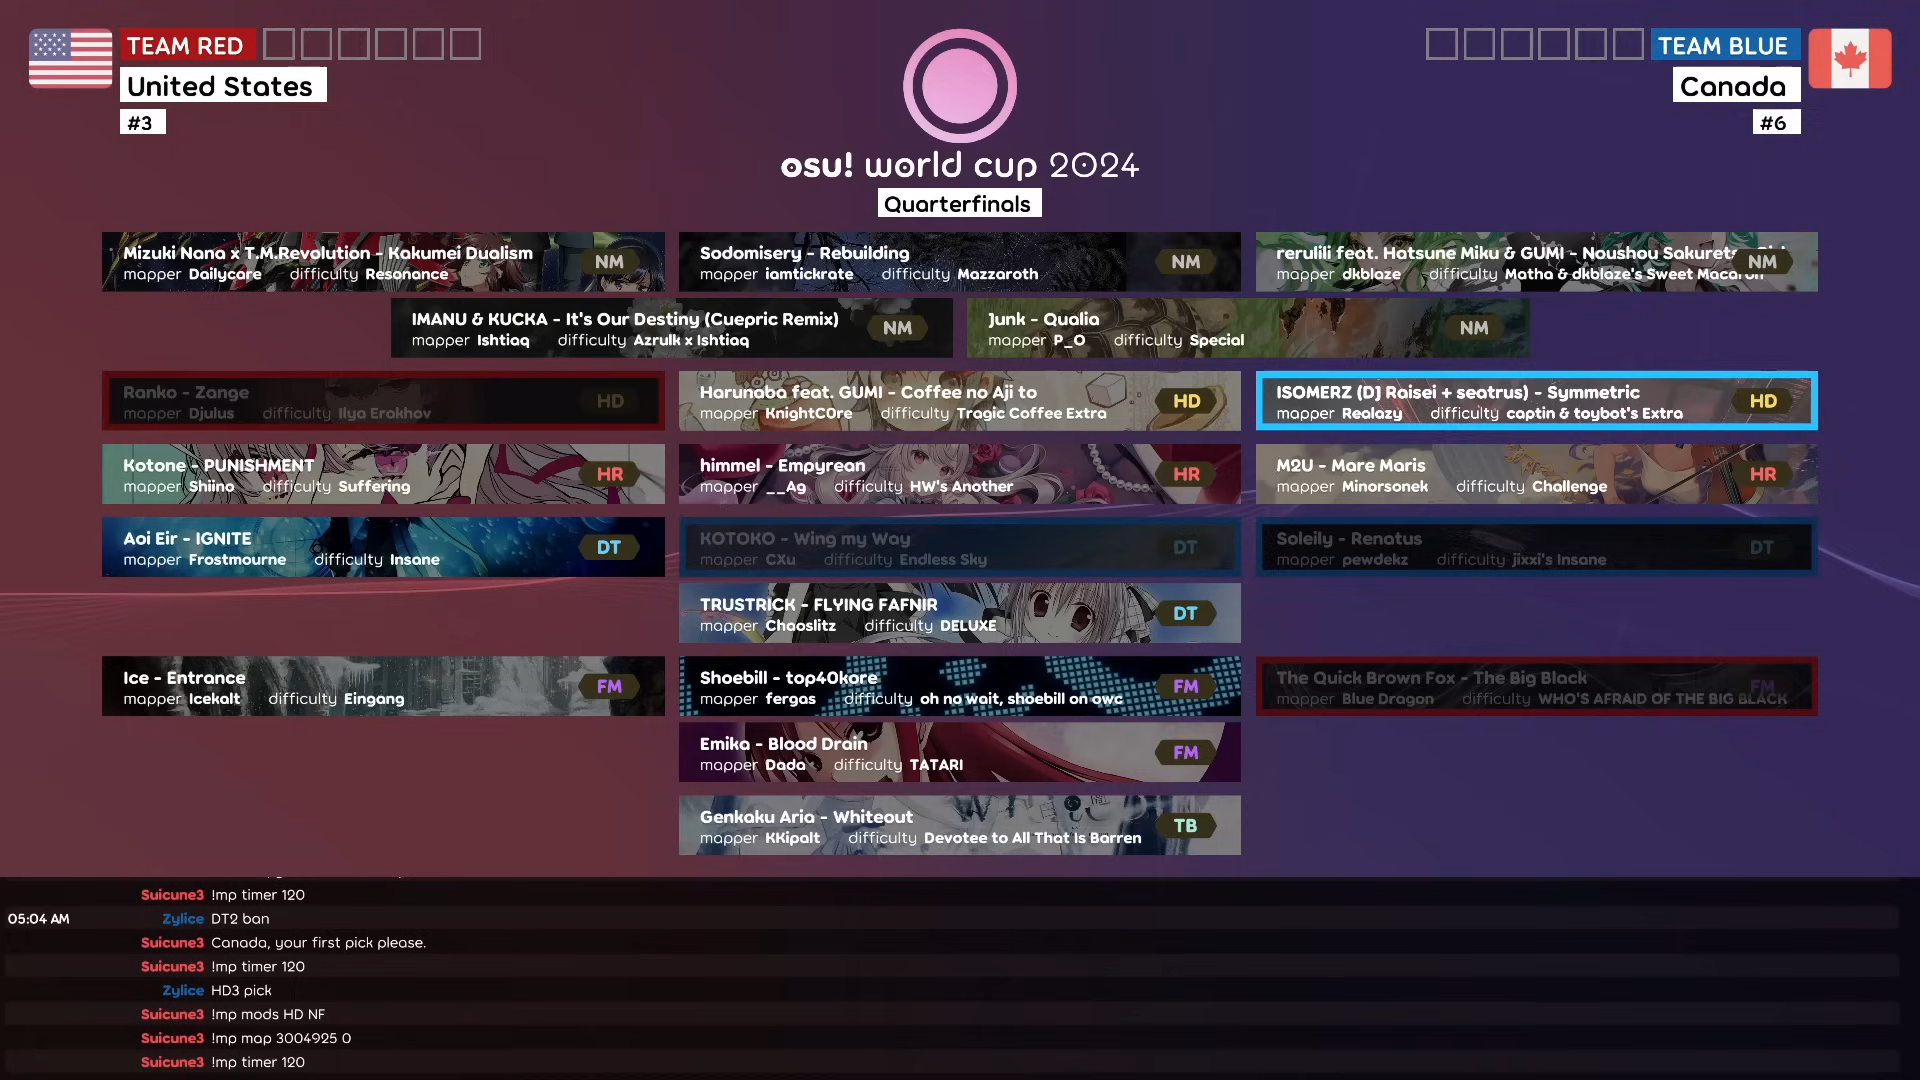 TEAM RED
United States
#3
TEAM BLUE
Canada
#6
osu! world cup 2024
Quarterfinals
Mizuki Nana x T.M.Revolution - Kakumei Dualism
mapper Dailycare difficulty Resonance
NM
Sodomisery - Rebuilding
mapper iamtickrate difficulty Mazzaroth
NM
rerulili feat. Hatsune Miku & GUMI - Noushou Sakuretsu
mapper dkblaze difficulty Matha & dkblaze's Sweet Macaron
NM
IMANU & KUCKA - It's Our Destiny (Cuepric Remix)
mapper Ishtiaq difficulty Azrulk x Ishtiaq
NM
Junk - Qualia
mapper P_O difficulty Special
NM
Ranko - Zange
mapper Djulus difficulty Ilya Erokhov
HD
Harunaba feat. GUMI - Coffee no Aji to
mapper KnightC0re difficulty Tragic Coffee Extra
HD
ISOMERZ (DJ Raisei + seatrus) - Symmetric
mapper Realazy difficulty captin & toybot's Extra
HD
Kotone - PUNISHMENT
mapper Shiina difficulty Suffering
HR
himmel - Empyrean
mapper __Ag difficulty HW's Another
HR
M2U - Mare Maris
mapper Minorsonek difficulty Challenge
HR
Aoi Eir - IGNITE
mapper Frostmourne difficulty Insane
DT
KOTOKO - Wing my Way
mapper CXu difficulty Endless Sky
DT
Soleily - Renatus
mapper pewdekz difficulty jixxi's Insane
DT
TRUSTRICK - FLYING FAFNIR
mapper Chaoslitz difficulty DELUXE
DT
Ice - Entrance
mapper Icekalt difficulty Eingang
FM
Shoebill - top40kore
mapper fergas difficulty oh no wait, shoebill on owc
FM
The Quick Brown Fox - The Big Black
mapper Blue Dragon difficulty WHO'S AFRAID OF THE BIG BLACK
FM
Emika - Blood Drain
mapper Dada difficulty TATARI
FM
Genkaku Aria - Whiteout
mapper KKipalt difficulty Devotee to All That Is Barren
TB
Suicune3 !mp timer 120
05:04 AM Zylice DT2 ban
Suicune3 Canada, your first pick please.
Suicune3 !mp timer 120
Zylice HD3 pick
Suicune3 !mp mods HD NF
Suicune3 !mp map 3004925 0
Suicune3 !mp timer 120